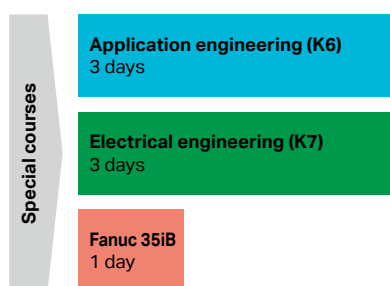 Special courses
Application engineering (K6)
3 days
Electrical engineering (K7)
3 days
Fanuc 35iB
1 day